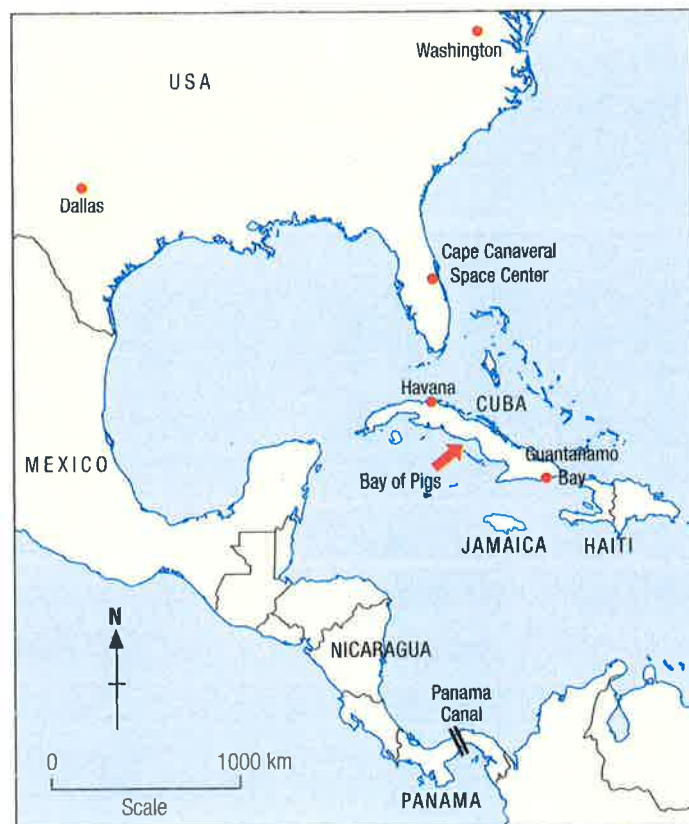 Washington
USA
Dallas
Cape Canaveral
Space Center
Havana
CUBA
MEXICO
Guantanamo
Bay
Bay of Pigs
JAMAICA
HAITI
N
NICARAGUA
Panama
Canal
0 1000 km
Scale
PANAMA